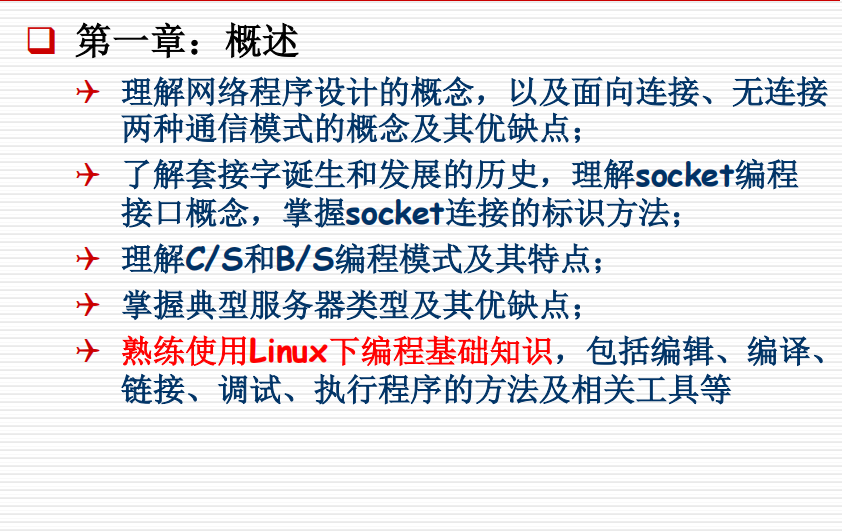 第一章：概述
理解网络程序设计的概念，以及面向连接、无连接
两种通信模式的概念及其优缺点；
了解套接字诞生和发展的历史，理解socket编程
接口概念，掌握socket连接的标识方法；
理解C/S和B/S编程模式及其特点；
掌握典型服务器类型及其优缺点；
熟练使用Linux下编程基础知识，包括编辑、编译、
链接、调试、执行程序的方法及相关工具等